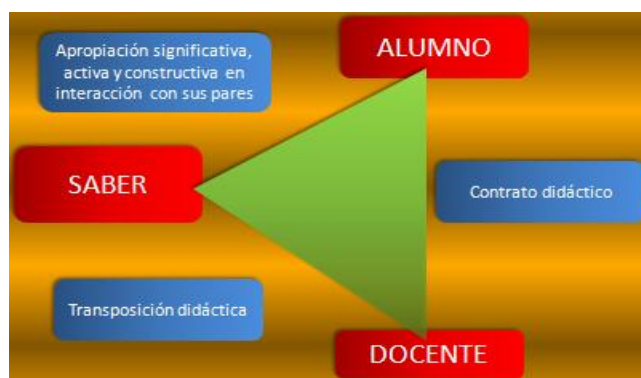 Apropiación significativa,
activa y constructiva en
interacción con sus pares
ALUMNO
SABER
Contrato didáctico
Transposición didáctica
DOCENTE